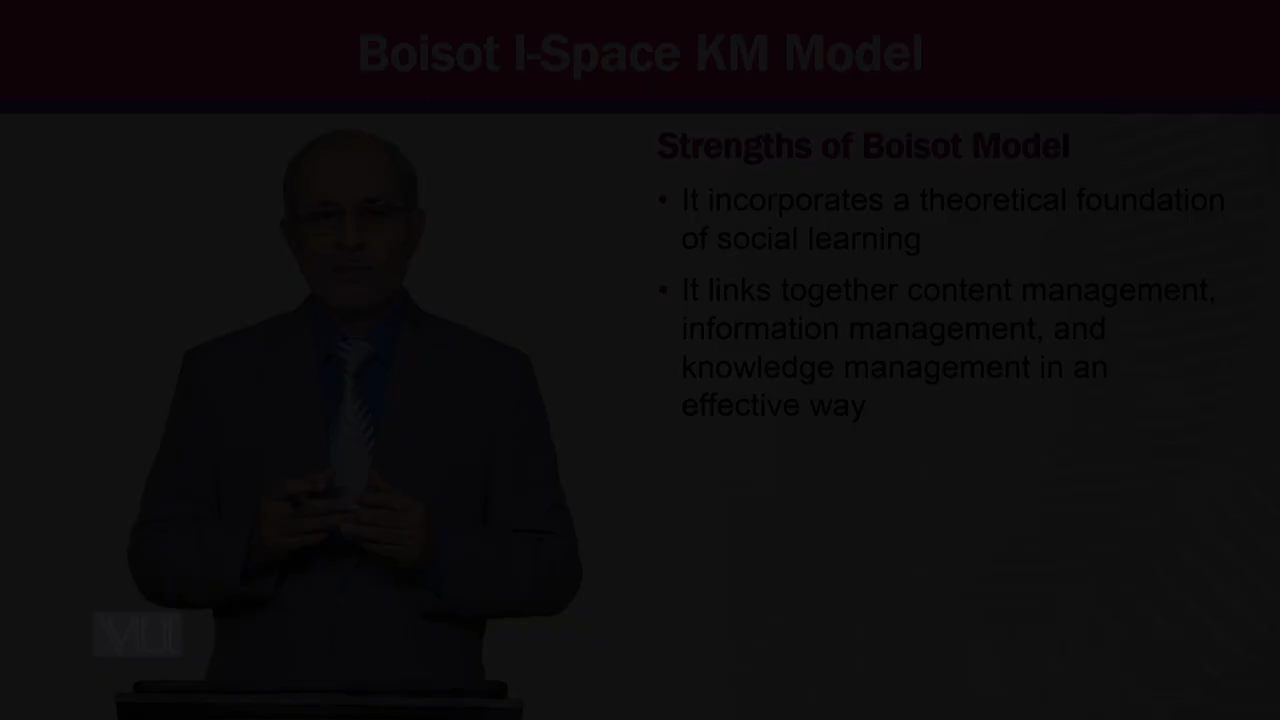 Boisot I-Space KM Model
Strengths of Boisot Model
• It incorporates a theoretical foundation
of social learning
• It links together content management,
information management, and
knowledge management in an
effective way
VU